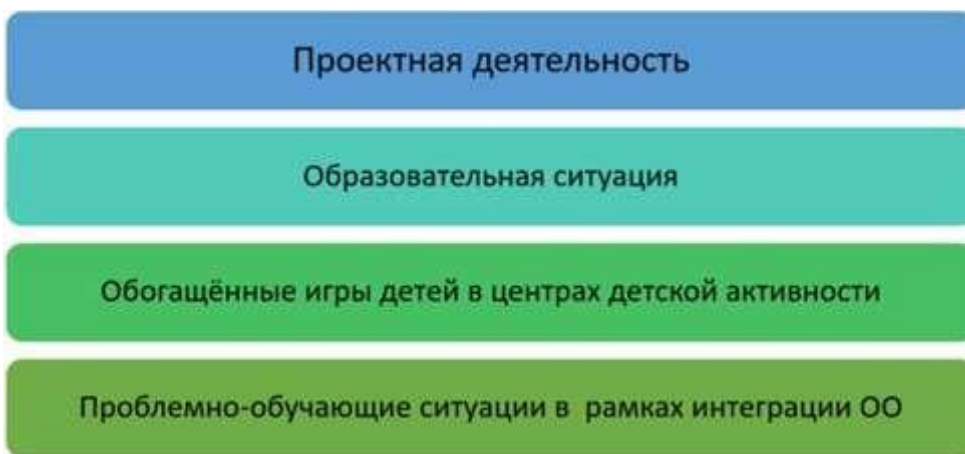 Проектная деятельность
Образовательная ситуация
Обогащённые игры детей в центрах детской активности
Проблемно-обучающие ситуации в рамках интеграции ОО